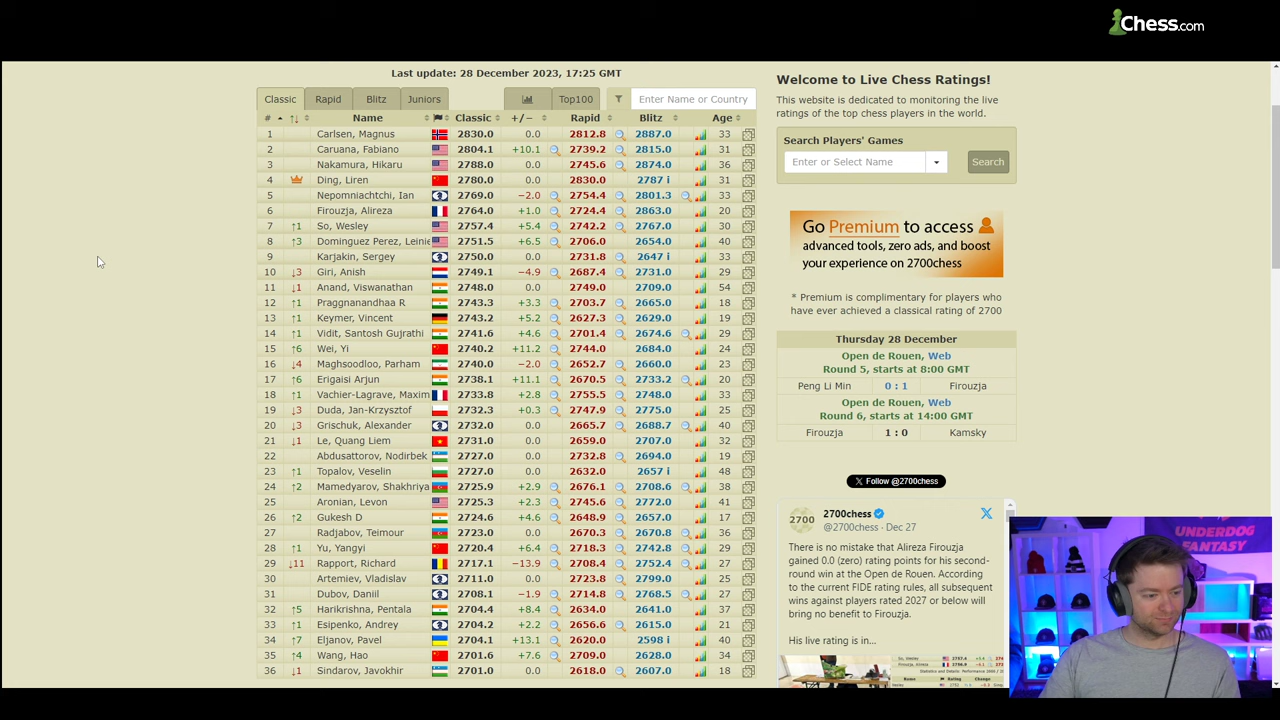 Chess.com
Last update: 28 December 2023, 17:25 GMT
Classic Rapid Blitz Juniors Top100 Enter Name or Country
# ↑↓ Name Classic +/− Rapid Blitz Age
1 Carlsen, Magnus 2830.0 0.0 2812.8 2887.0 33
2 Caruana, Fabiano 2804.1 +10.1 2739.2 2815.0 31
3 Nakamura, Hikaru 2788.0 0.0 2745.6 2874.0 36
4 Ding, Liren 2780.0 0.0 2830.0 2787 i 31
5 Nepomniachtchi, Ian 2769.0 −2.0 2754.4 2801.3 33
6 Firouzja, Alireza 2764.0 +1.0 2724.4 2863.0 20
7 ↑1 So, Wesley 2757.4 +5.4 2742.2 2767.0 30
8 ↑3 Dominguez Perez, Leinie 2751.5 +6.5 2706.0 2654.0 40
9 Karjakin, Sergey 2750.0 0.0 2731.8 2647 i 33
10 ↓3 Giri, Anish 2749.1 −4.9 2687.4 2731.0 29
11 ↓1 Anand, Viswanathan 2748.0 0.0 2749.0 2709.0 54
12 ↑1 Praggnanandhaa R 2743.3 +3.3 2703.7 2665.0 18
13 ↑1 Keymer, Vincent 2743.2 +5.2 2627.3 2629.0 19
14 ↑1 Vidit, Santosh Gujrathi 2741.6 +4.6 2701.4 2674.6 29
15 ↑6 Wei, Yi 2740.2 +11.2 2744.0 2684.0 24
16 ↓4 Maghsoodloo, Parham 2740.0 −2.0 2652.7 2660.0 23
17 ↑6 Erigaisi Arjun 2738.1 +11.1 2670.5 2733.2 20
18 ↑1 Vachier-Lagrave, Maxim 2733.8 +2.8 2755.5 2748.0 33
19 ↓3 Duda, Jan-Krzysztof 2732.3 +0.3 2747.9 2775.0 25
20 ↓3 Grischuk, Alexander 2732.0 0.0 2665.7 2688.7 40
21 ↓1 Le, Quang Liem 2731.0 0.0 2659.0 2707.0 32
22 Abdusattorov, Nodirbek 2727.0 0.0 2732.8 2694.0 19
23 ↑1 Topalov, Veselin 2727.0 0.0 2632.0 2657 i 48
24 ↑2 Mamedyarov, Shakhriya 2725.9 +2.9 2676.1 2708.6 38
25 Aronian, Levon 2725.3 +2.3 2745.6 2772.0 41
26 ↑2 Gukesh D 2724.6 +4.6 2648.9 2657.0 17
27 Radjabov, Teimour 2723.0 0.0 2670.3 2670.8 36
28 ↑1 Yu, Yangyi 2720.4 +6.4 2718.3 2742.8 29
29 ↓11 Rapport, Richard 2717.1 −13.9 2708.4 2752.4 27
30 Artemiev, Vladislav 2711.0 0.0 2723.8 2799.0 25
31 Dubov, Daniil 2708.1 −1.9 2714.8 2768.5 27
32 ↑5 Harikrishna, Pentala 2704.4 +8.4 2634.0 2641.0 37
33 ↑1 Esipenko, Andrey 2704.2 +2.2 2656.6 2615.0 21
34 ↑7 Eljanov, Pavel 2704.1 +13.1 2620.0 2598 i 40
35 ↑4 Wang, Hao 2701.6 +7.6 2709.0 2628.0 34
36 ↓1 Sindarov, Javokhir 2701.0 0.0 2618.0 2607.0 18
Welcome to Live Chess Ratings!
This website is dedicated to monitoring the live
ratings of the top chess players in the world.
Search Players' Games
Enter or Select Name Search
Go Premium to access
advanced tools, zero ads, and boost
your experience on 2700chess
* Premium is complimentary for players who
have ever achieved a classical rating of 2700
Thursday 28 December
Open de Rouen, Web
Round 5, starts at 8:00 GMT
Peng Li Min 0 : 1 Firouzja
Open de Rouen, Web
Round 6, starts at 14:00 GMT
Firouzja 1 : 0 Kamsky
X Follow @2700chess
2700 2700chess
@2700chess · Dec 27
There is no mistake that Alireza Firouzja
gained 0.0 (zero) rating points for his second-
round win at the Open de Rouen. According
to the current FIDE rating rules, all subsequent
wins against players rated 2027 or below will
bring no benefit to Firouzja.
His live rating is in...
UNDERDOG
FANTASY